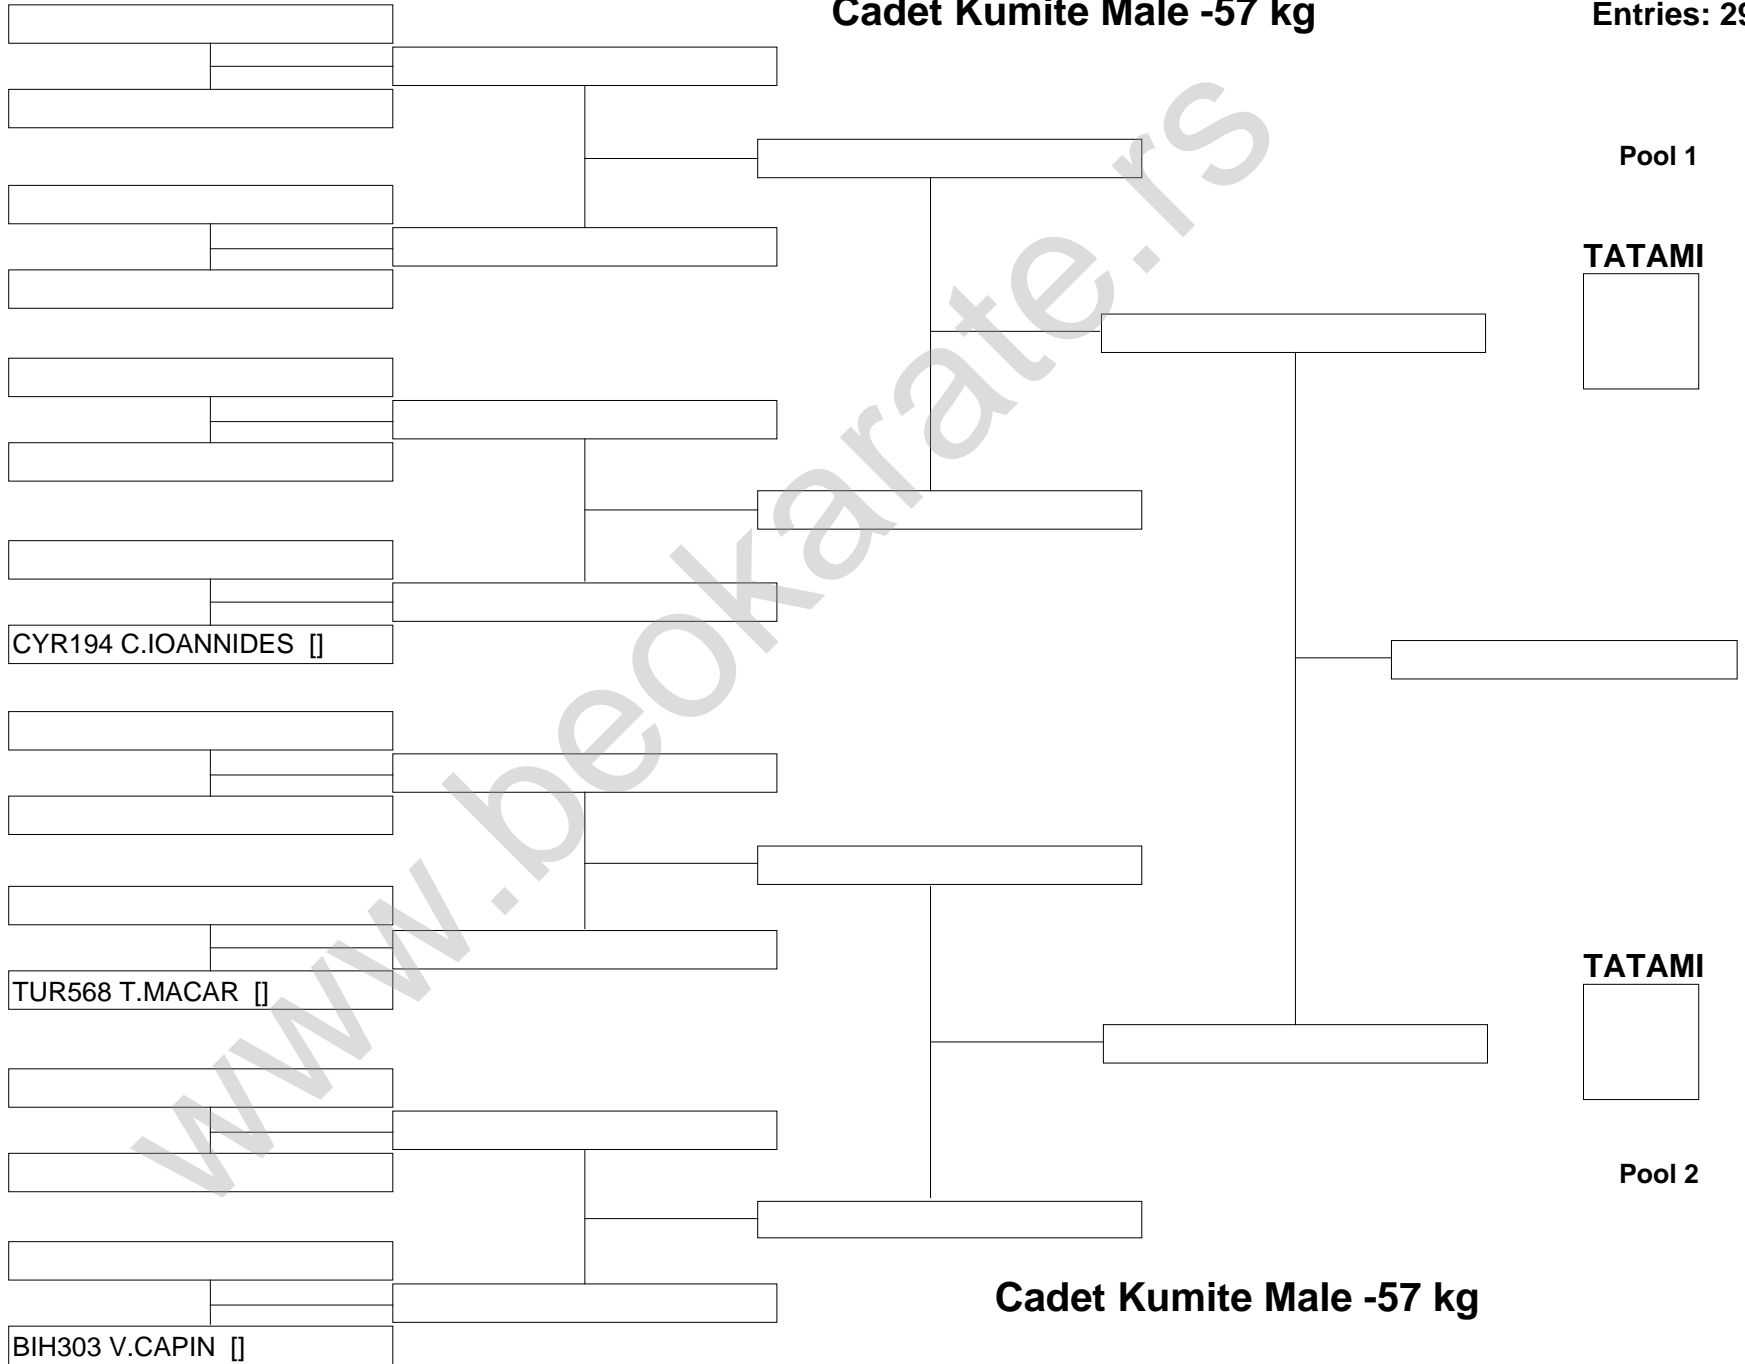 Cadet Kumite Male -57 kg
Entries: 29
Pool 1
TATAMI
CYR194 C.IOANNIDES []
TUR568 T.MACAR []
TATAMI
Pool 2
Cadet Kumite Male -57 kg
BIH303 V.CAPIN []
www.beokarate.rs